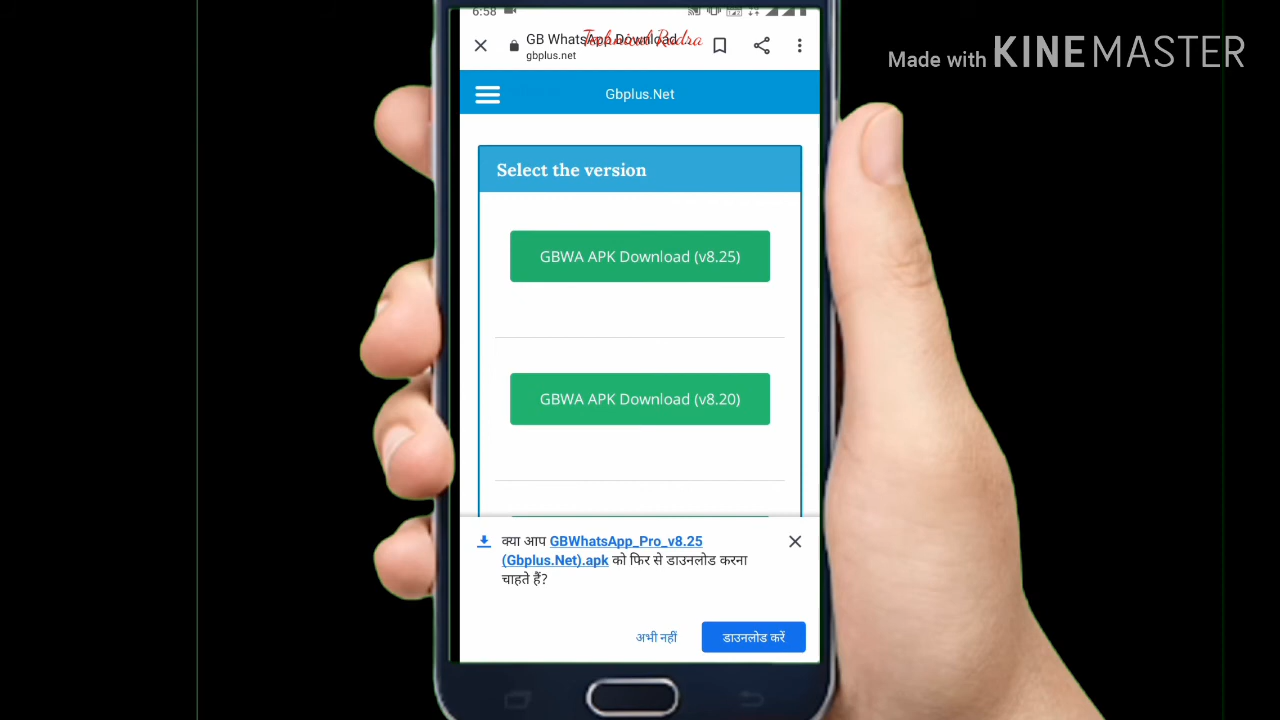 6:58
GB WhatsApp Download
Technical Rudra
gbplus.net
Made with KINEMASTER
Gbplus.Net
Select the version
GBWA APK Download (v8.25)
GBWA APK Download (v8.20)
क्या आप GBWhatsApp_Pro_v8.25
(Gbplus.Net).apk को फिर से डाउनलोड करना
चाहते हैं?
अभी नहीं
डाउनलोड करें